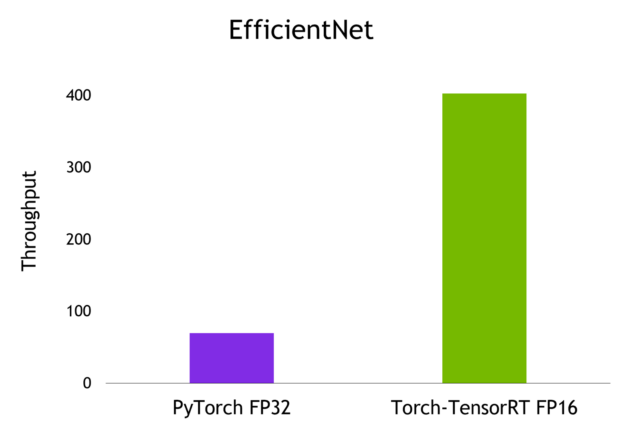 EfficientNet
400
300
200
100
0
Throughput
PyTorch FP32
Torch-TensorRT FP16